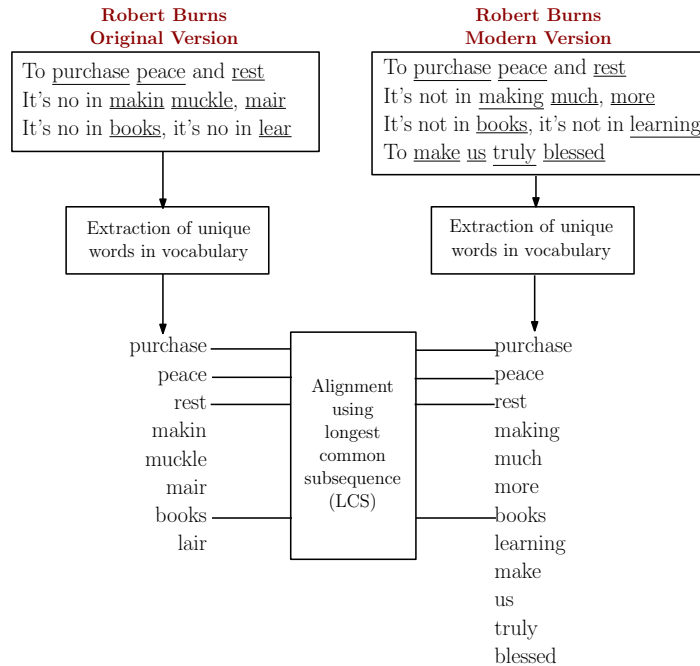 Robert Burns
Original Version
To purchase peace and rest
It's no in makin muckle, mair
It's no in books, it's no in lear
Extraction of unique
words in vocabulary
purchase
peace
rest
makin
muckle
mair
books
lair
Alignment
using
longest
common
subsequence
(LCS)
Robert Burns
Modern Version
To purchase peace and rest
It's not in making much, more
It's not in books, it's not in learning
To make us truly blessed
Extraction of unique
words in vocabulary
purchase
peace
rest
making
much
more
books
learning
make
us
truly
blessed